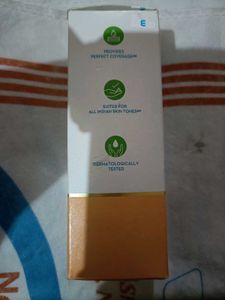 E
PROVIDES
PERFECT COVERAGE**
SUITED FOR
ALL INDIAN SKIN TONES**
DERMATOLOGICALLY
TESTED